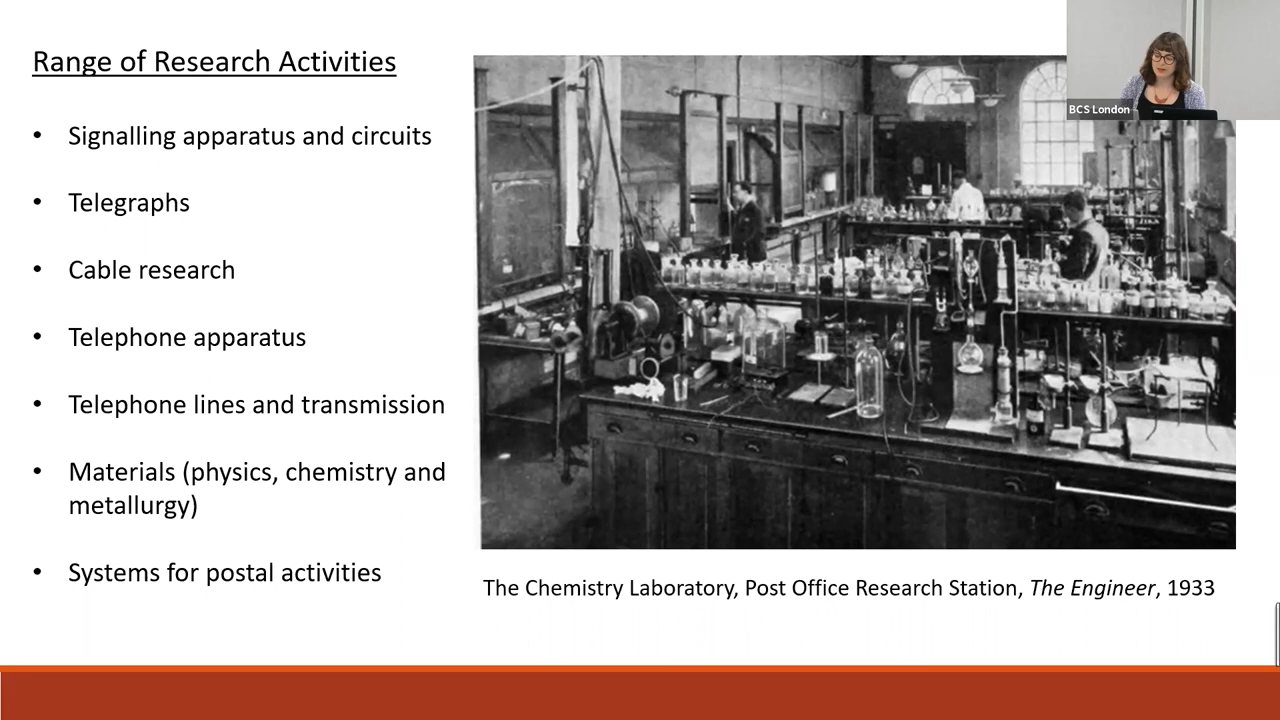 Range of Research Activities
• Signalling apparatus and circuits
• Telegraphs
• Cable research
• Telephone apparatus
• Telephone lines and transmission
• Materials (physics, chemistry and
metallurgy)
• Systems for postal activities
The Chemistry Laboratory, Post Office Research Station, The Engineer, 1933
BCS London